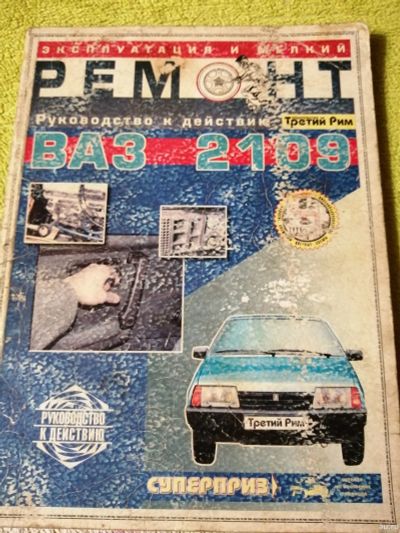 ЭКСПЛУАТАЦИЯ И МЕЛКИЙ
РЕМОНТ
Руководство к действию
Третий Рим
ВАЗ 2109
Третий Рим
РУКОВОДСТВО
К ДЕЙСТВИЮ
СУПЕРПРИЗ